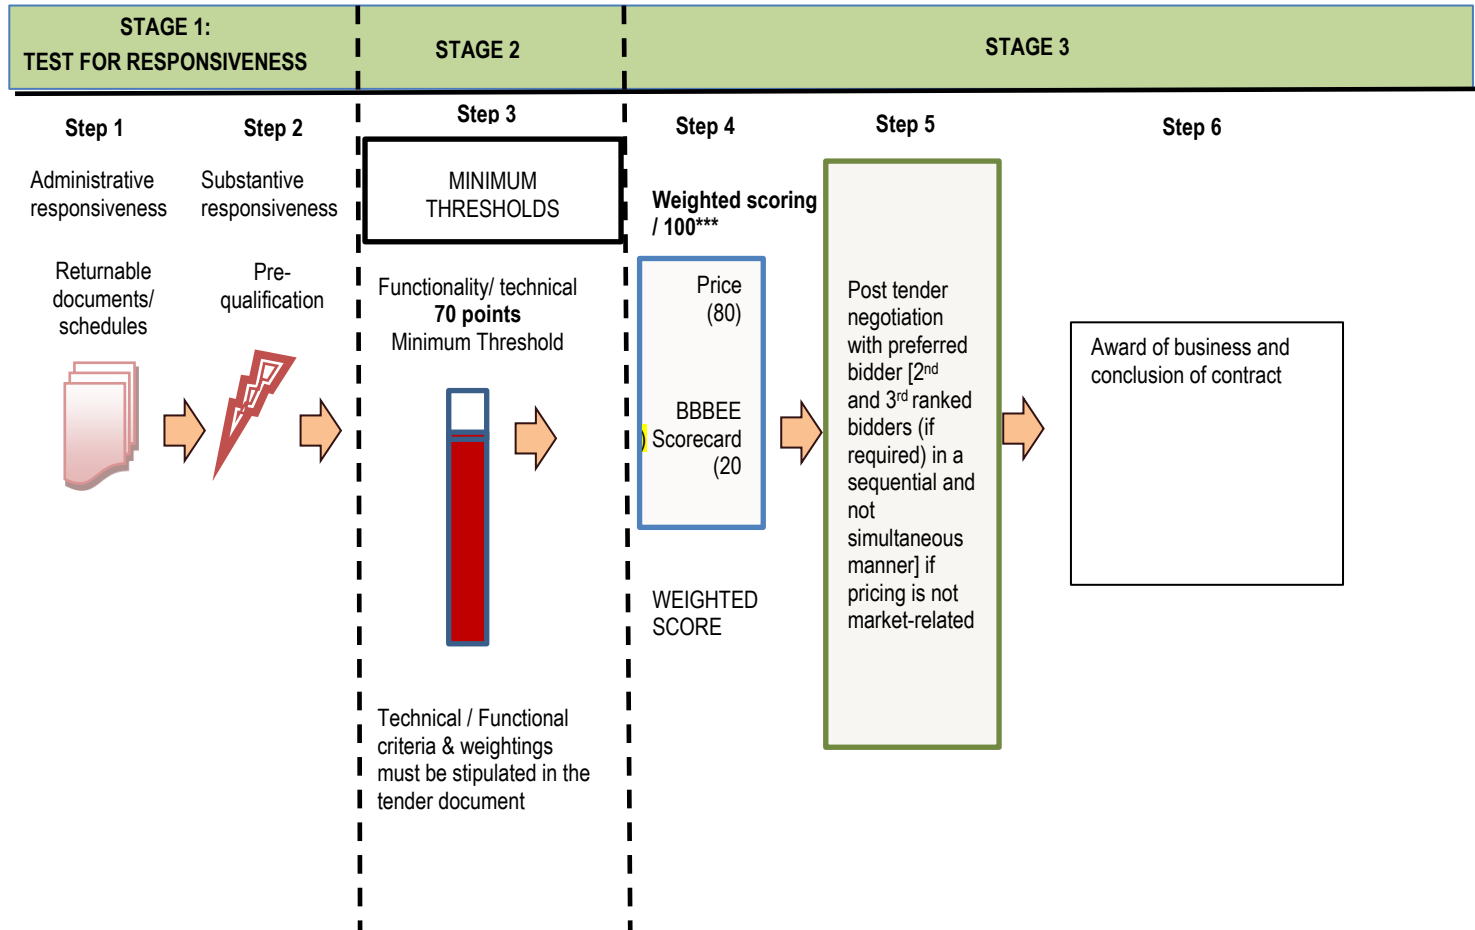 STAGE 1:
TEST FOR RESPONSIVENESS
STAGE 2
STAGE 3
Step 1
Step 2
Step 3
Step 4
Step 5
Step 6
Administrative
responsiveness
Returnable
documents/
schedules
Substantive
responsiveness
Pre-
qualification
MINIMUM
THRESHOLDS
Functionality/ technical
70 points
Minimum Threshold
Technical / Functional
criteria & weightings
must be stipulated in the
tender document
Weighted scoring
/ 100***
Price
(80)
BBBEE
) Scorecard
(20
WEIGHTED
SCORE
Post tender
negotiation
with preferred
bidder [2nd
and 3rd ranked
bidders (if
required) in a
sequential and
not
simultaneous
manner] if
pricing is not
market-related
Award of business and
conclusion of contract